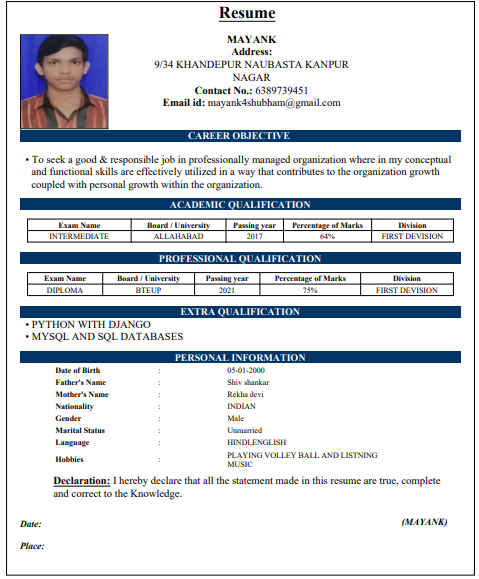 Resume
MAYANK
Address:
9/34 KHANDEPUR NAUBASTA KANPUR
NAGAR
Contact No.: 6389739451
Email id: mayank4shubham@gmail.com
CAREER OBJECTIVE
• To seek a good & responsible job in professionally managed organization where in my conceptual
and functional skills are effectively utilized in a way that contributes to the organization growth
coupled with personal growth within the organization.
ACADEMIC QUALIFICATION
Exam Name Board / University Passing year Percentage of Marks Division
INTERMEDIATE ALLAHABAD 2017 64% FIRST DEVISION
PROFESSIONAL QUALIFICATION
Exam Name Board / University Passing year Percentage of Marks Division
DIPLOMA BTEUP 2021 75% FIRST DEVISION
EXTRA QUALIFICATION
• PYTHON WITH DJANGO
• MYSQL AND SQL DATABASES
PERSONAL INFORMATION
Date of Birth : 05-01-2000
Father's Name : Shiv shankar
Mother's Name : Rekha devi
Nationality : INDIAN
Gender : Male
Marital Status : Unmarried
Language : HINDI,ENGLISH
Hobbies : PLAYING VOLLEY BALL AND LISTNING
MUSIC
Declaration: I hereby declare that all the statement made in this resume are true, complete
and correct to the Knowledge.
Date: (MAYANK)
Place: